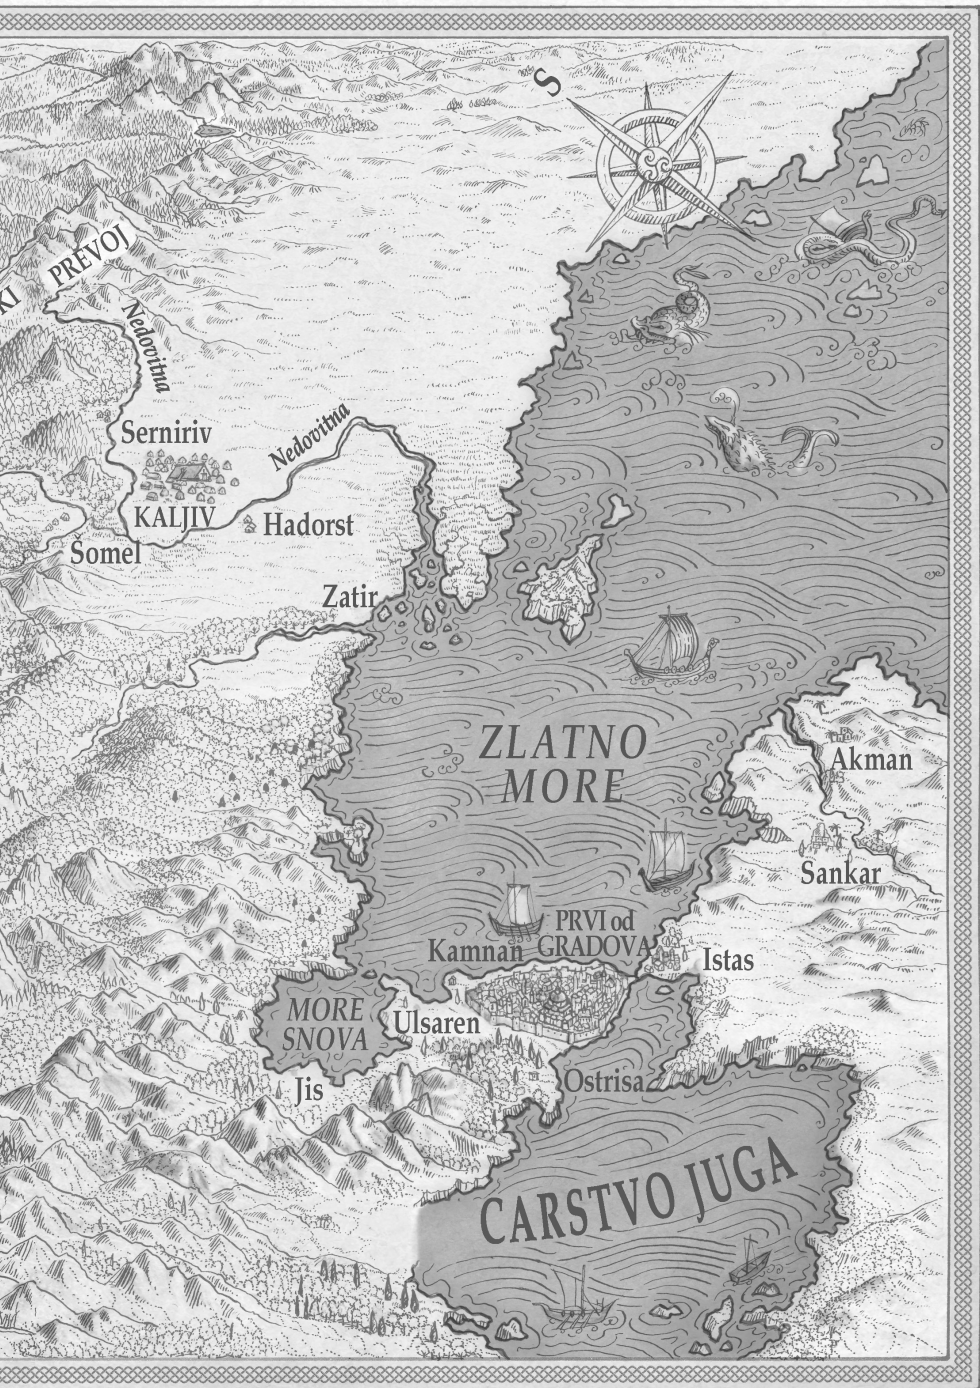 S
KI PREVOJ
Nedovitna
Nedovitna
Serniriv
KALJIV
Hadorst
Šomel
Zatir
ZLATNO
MORE
Akman
Sankar
PRVI od
GRADOVA
Kamnan
Istas
MORE
SNOVA
Ulsaren
Jis
Ostrisa
CARSTVO JUGA